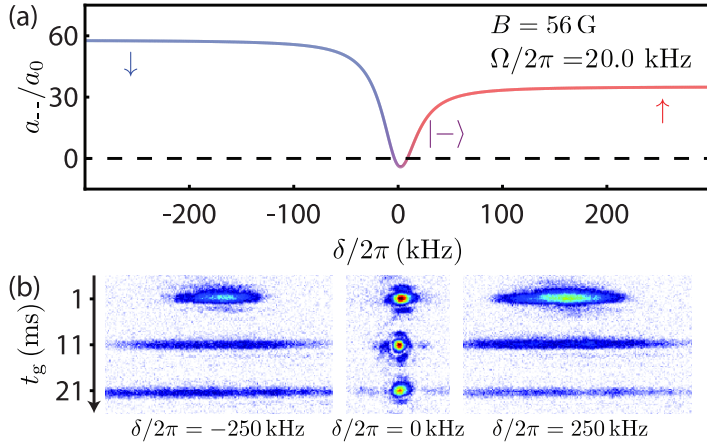 (a)
B = 56 G
Ω/2π =20.0 kHz
a--/a0
60
30
0
↓
|−⟩
↑
-200 -100 0 100 200
δ/2π (kHz)
(b)
tg (ms)
1
11
21
δ/2π = −250 kHz δ/2π = 0 kHz δ/2π = 250 kHz